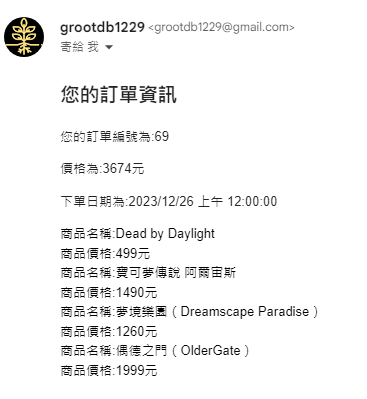 grootdb1229 <grootdb1229@gmail.com>
寄給 我
您的訂單資訊
您的訂單編號為:69
價格為:3674元
下單日期為:2023/12/26 上午 12:00:00
商品名稱:Dead by Daylight
商品價格:499元
商品名稱:寶可夢傳說 阿爾宙斯
商品價格:1490元
商品名稱:夢境樂園（Dreamscape Paradise）
商品價格:1260元
商品名稱:偶德之門（OlderGate）
商品價格:1999元